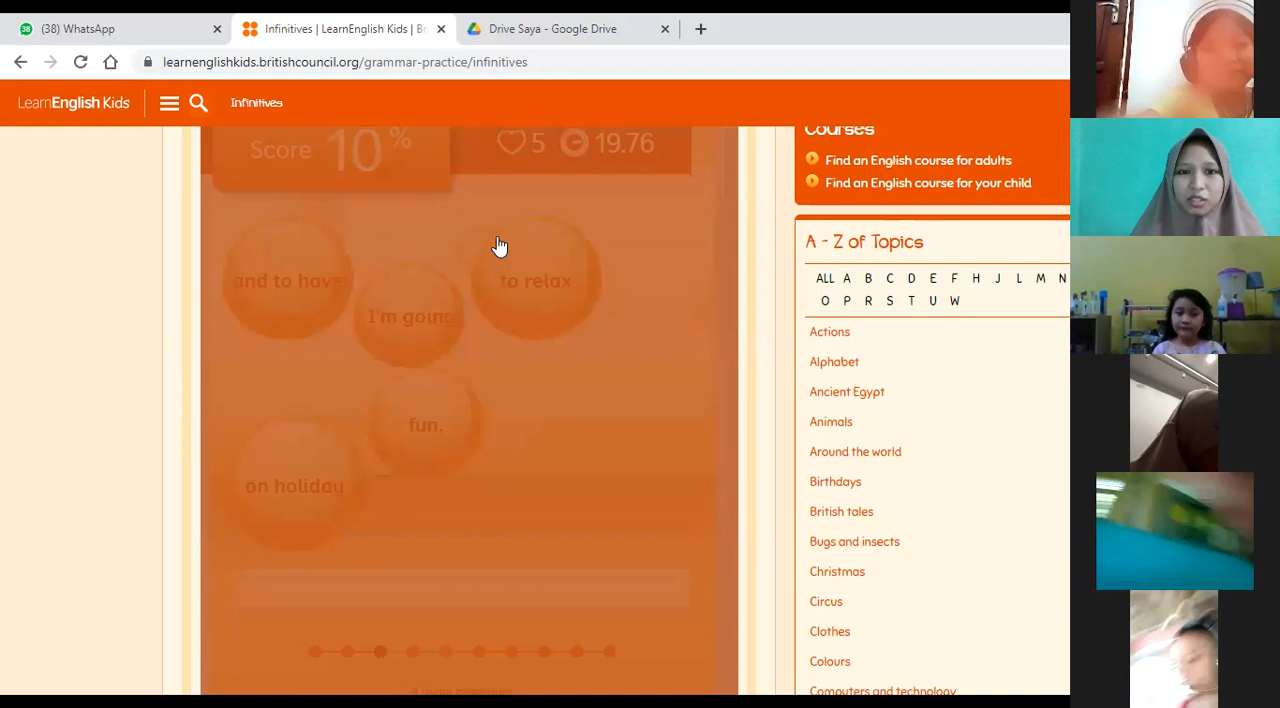 (38) WhatsApp
Infinitives | LearnEnglish Kids | Br
Drive Saya - Google Drive
learnenglishkids.britishcouncil.org/grammar-practice/infinitives
LearnEnglish Kids
Infinitives
Score 10 %
5
19.76
and to have
I'm going
to relax
fun.
on holiday
Courses
Find an English course for adults
Find an English course for your child
A - Z of Topics
ALL A B C D E F H J L M N
O P R S T U W
Actions
Alphabet
Ancient Egypt
Animals
Around the world
Birthdays
British tales
Bugs and insects
Christmas
Circus
Clothes
Colours
Computers and technology